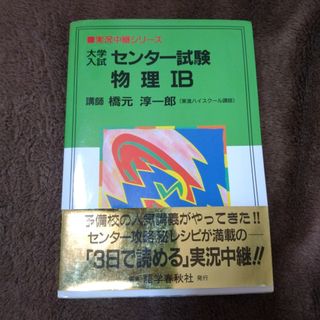 ■実況中継シリーズ
大学入試 センター試験
物理 IB
講師 橋元 淳一郎 (東進ハイスクール講師)
予備校の人気講義がやってきた!!
センター攻略㊙レシピが満載の―
「3日で読める」実況中継!!
語学春秋社 発行